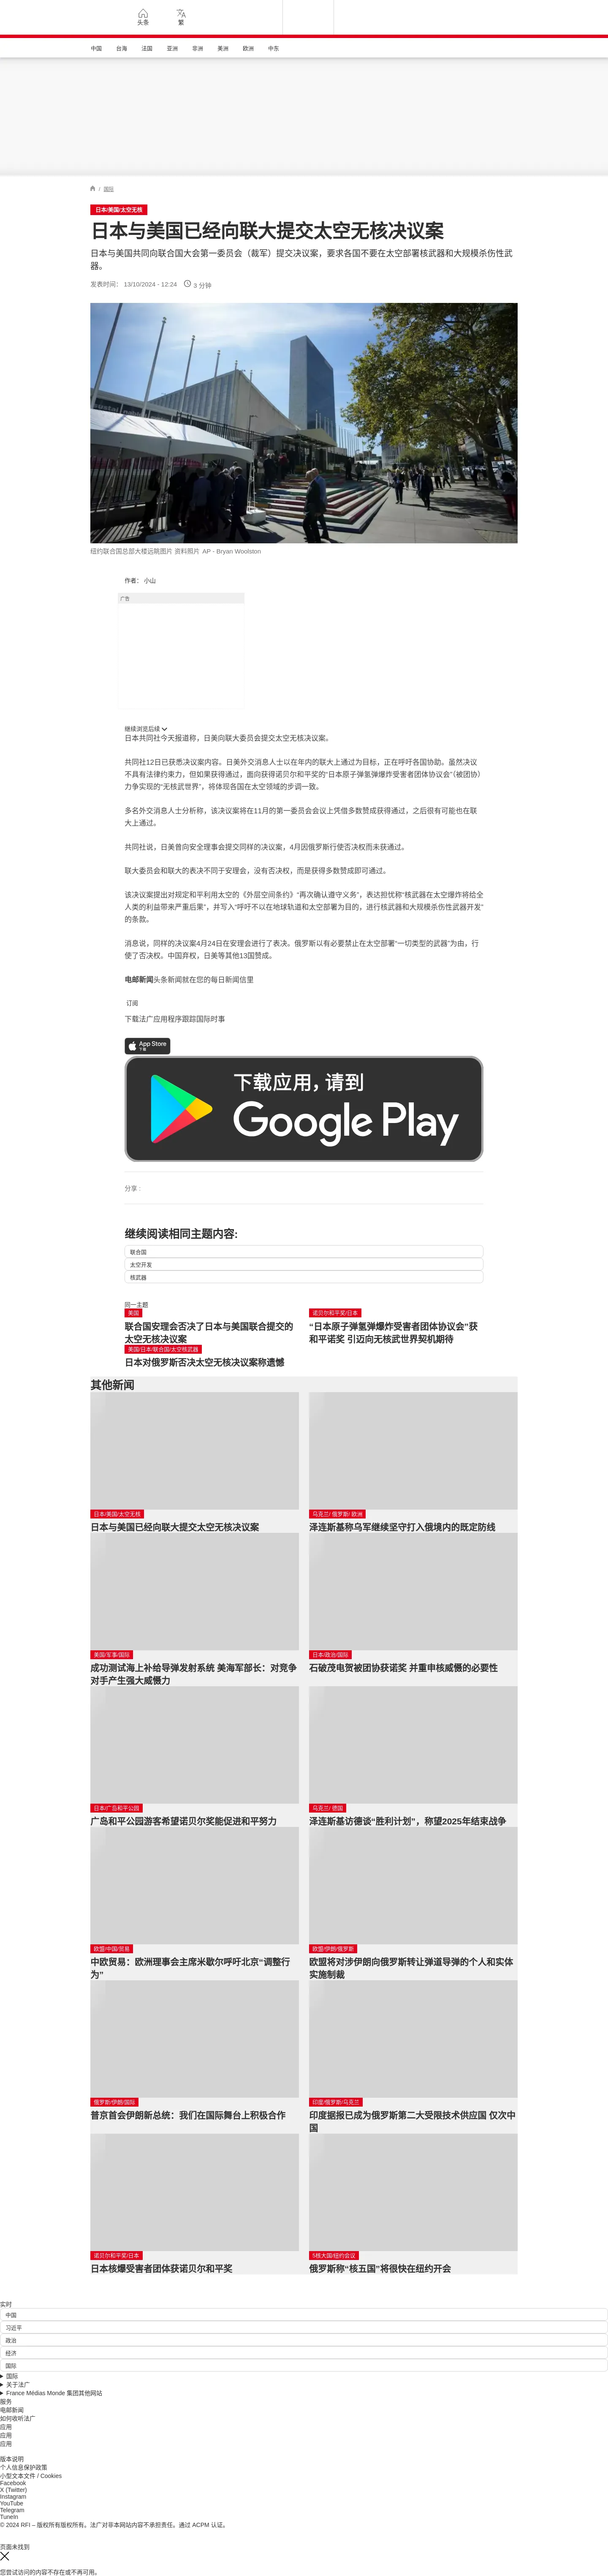 头条
繁
中国
台海
法国
亚洲
非洲
美洲
欧洲
中东
/ 国际
日本/美国/太空无核
日本与美国已经向联大提交太空无核决议案
日本与美国共同向联合国大会第一委员会（裁军）提交决议案，要求各国不要在太空部署核武器和大规模杀伤性武
器。
发表时间： 13/10/2024 - 12:24
3 分钟
纽约联合国总部大楼远眺图片 资料照片 AP - Bryan Woolston
作者： 小山
广告
继续浏览后续
日本共同社今天报道称，日美向联大委员会提交太空无核决议案。
共同社12日已获悉决议案内容。日美外交消息人士以在年内的联大上通过为目标，正在呼吁各国协助。虽然决议
不具有法律约束力，但如果获得通过，面向获得诺贝尔和平奖的“日本原子弹氢弹爆炸受害者团体协议会”（被团协）
力争实现的“无核武世界”，将体现各国在太空领域的步调一致。
多名外交消息人士分析称，该决议案将在11月的第一委员会会议上凭借多数赞成获得通过，之后很有可能也在联
大上通过。
共同社说，日美曾向安全理事会提交同样的决议案，4月因俄罗斯行使否决权而未获通过。
联大委员会和联大的表决不同于安理会，没有否决权，而是获得多数赞成即可通过。
该决议案提出对规定和平利用太空的《外层空间条约》“再次确认遵守义务”，表达担忧称“核武器在太空爆炸将给全
人类的利益带来严重后果”，并写入“呼吁不以在地球轨道和太空部署为目的，进行核武器和大规模杀伤性武器开发”
的条款。
消息说，同样的决议案4月24日在安理会进行了表决。俄罗斯以有必要禁止在太空部署“一切类型的武器”为由，行
使了否决权。中国弃权，日美等其他13国赞成。
电邮新闻头条新闻就在您的每日新闻信里
订阅
下载法广应用程序跟踪国际时事
App Store
下载
下载应用，请到
Google Play
分享 :
继续阅读相同主题内容:
联合国
太空开发
核武器
同一主题
美国
联合国安理会否决了日本与美国联合提交的
太空无核决议案
诺贝尔和平奖/日本
“日本原子弹氢弹爆炸受害者团体协议会”获
和平诺奖 引迈向无核武世界契机期待
美国/日本/联合国/太空核武器
日本对俄罗斯否决太空无核决议案称遗憾
其他新闻
日本/美国/太空无核
日本与美国已经向联大提交太空无核决议案
乌克兰/ 俄罗斯/ 欧洲
泽连斯基称乌军继续坚守打入俄境内的既定防线
美国/军事/国际
成功测试海上补给导弹发射系统 美海军部长：对竞争
对手产生强大威慑力
日本/政治/国际
石破茂电贺被团协获诺奖 并重申核威慑的必要性
日本/广岛和平公园
广岛和平公园游客希望诺贝尔奖能促进和平努力
乌克兰/ 德国
泽连斯基访德谈“胜利计划”，称望2025年结束战争
欧盟/中国/贸易
中欧贸易：欧洲理事会主席米歇尔呼吁北京“调整行
为”
欧盟/伊朗/俄罗斯
欧盟将对涉伊朗向俄罗斯转让弹道导弹的个人和实体
实施制裁
俄罗斯/伊朗/国际
普京首会伊朗新总统：我们在国际舞台上积极合作
印度/俄罗斯/乌克兰
印度据报已成为俄罗斯第二大受限技术供应国 仅次中
国
诺贝尔和平奖/日本
日本核爆受害者团体获诺贝尔和平奖
5核大国/纽约会议
俄罗斯称“核五国”将很快在纽约开会
实时
中国
习近平
政治
经济
国际
国际
关于法广
France Médias Monde 集团其他网站
服务
电邮新闻
如何收听法广
应用
应用
应用
版本说明
个人信息保护政策
小型文本文件 / Cookies
Facebook
X (Twitter)
Instagram
YouTube
Telegram
TuneIn
© 2024 RFI – 版权所有版权所有。法广对非本网站内容不承担责任。通过 ACPM 认证。
页面未找到
您尝试访问的内容不存在或不再可用。